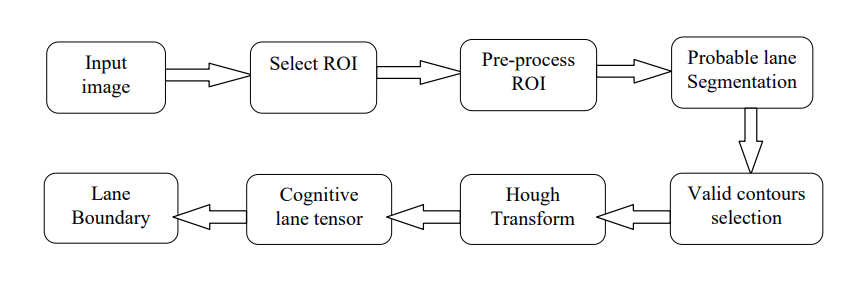 Input
image
Select ROI
Pre-process
ROI
Probable lane
Segmentation
Lane
Boundary
Cognitive
lane tensor
Hough
Transform
Valid contours
selection